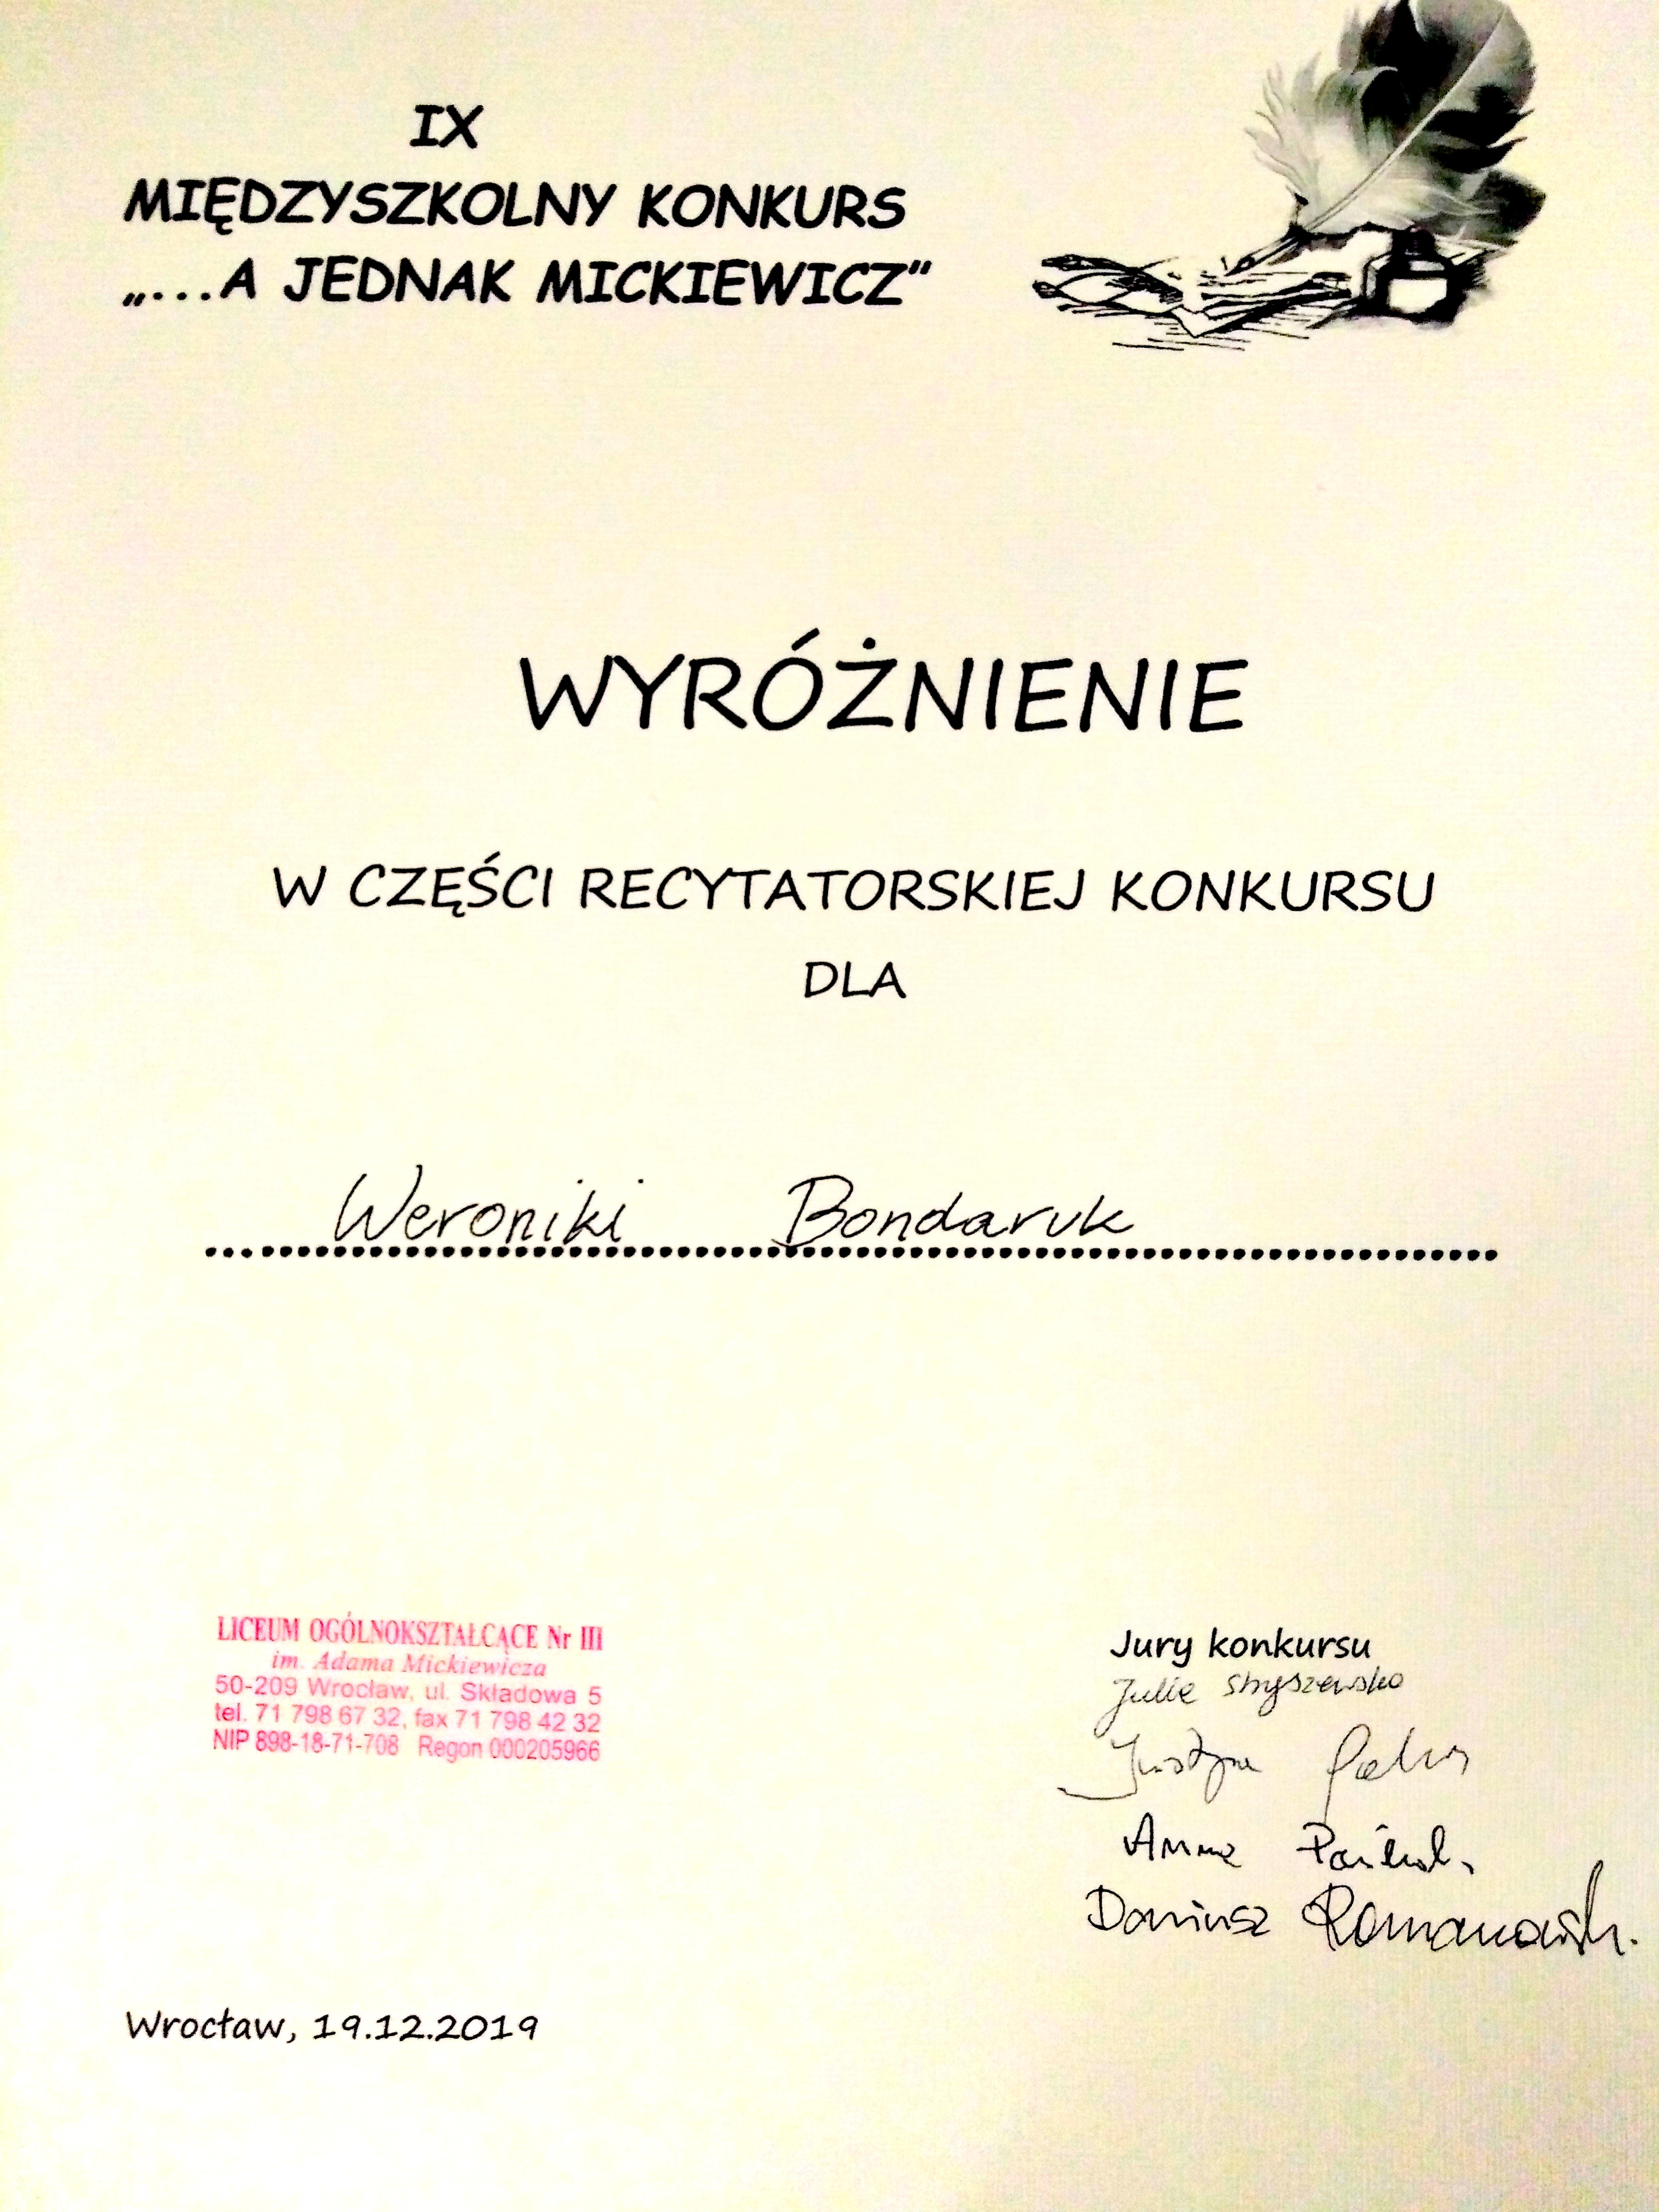 IX
MIĘDZYSZKOLNY KONKURS
„...A JEDNAK MICKIEWICZ”
WYRÓŻNIENIE
W CZĘŚCI RECYTATORSKIEJ KONKURSU
DLA
Weroniki Bondaruk
LICEUM OGÓLNOKSZTAŁCĄCE Nr III
im. Adama Mickiewicza
50-209 Wrocław, ul. Składowa 5
tel. 71 798 67 32, fax 71 798 42 32
NIP 898-18-71-708 Regon 000205966
Jury konkursu
Justyna
Anna
Dariusz
Wrocław, 19.12.2019